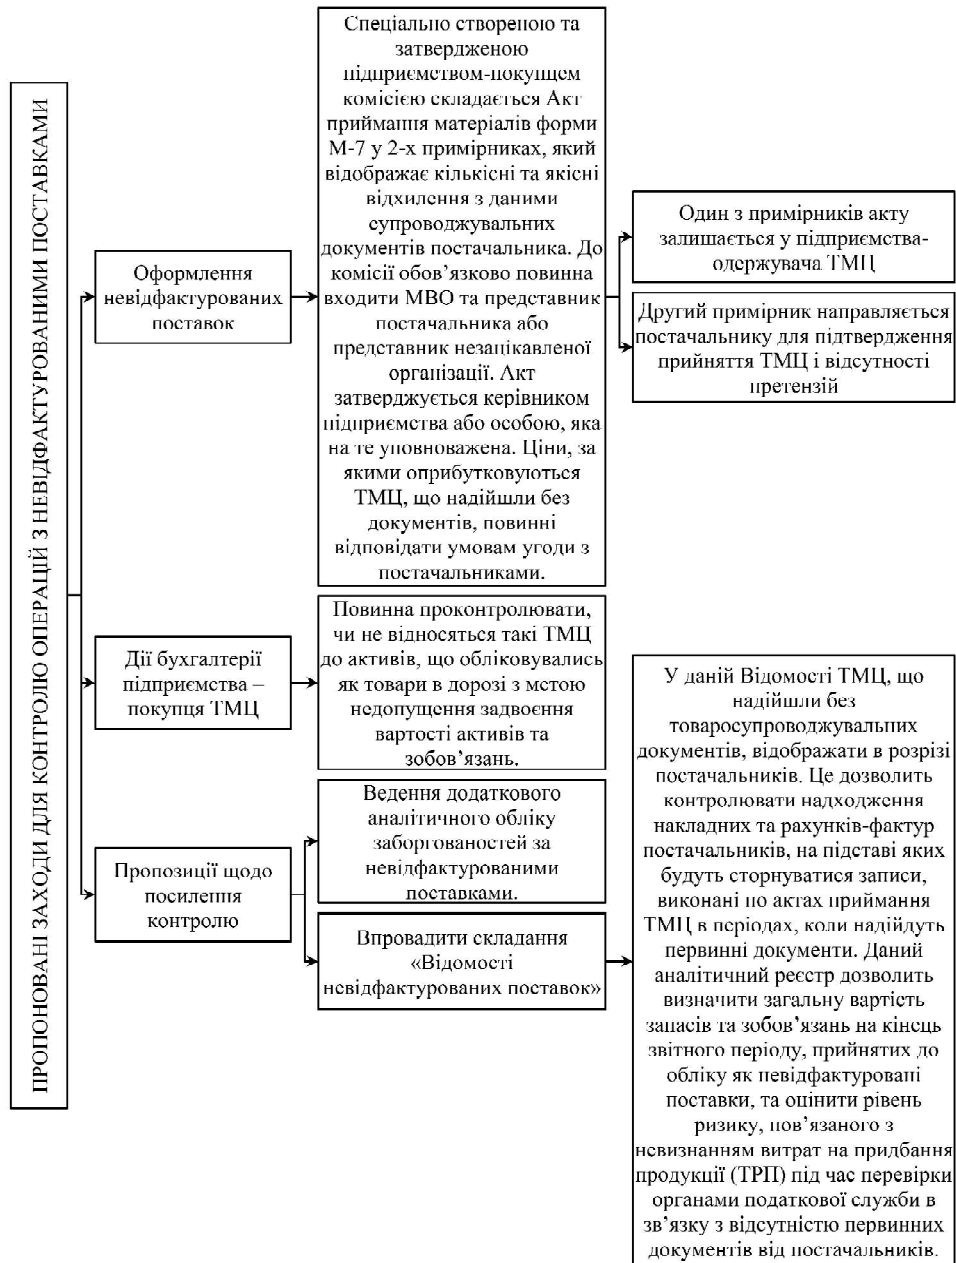 ПРОПОНОВАНІ ЗАХОДИ ДЛЯ КОНТРОЛЮ ОПЕРАЦІЙ З НЕВІДФАКТУРОВАНИМИ ПОСТАВКАМИ
Оформлення
невідфактурованих
поставок
Спеціально створеною та
затвердженою
підприємством-покупцем
комісією складається Акт
приймання матеріалів форми
М-7 у 2-х примірниках, який
відображає кількісні та якісні
відхилення з даними
супроводжувальних
документів постачальника. До
комісії обов’язково повинна
входити МВО та представник
постачальника або
представник незацікавленої
організації. Акт
затверджується керівником
підприємства або особою, яка
на те уповноважена. Ціни, за
якими оприбутковуються
ТМЦ, що надійшли без
документів, повинні
відповідати умовам угоди з
постачальниками.
Один з примірників акту
залишається у підприємства-
одержувача ТМЦ
Другий примірник направляється
постачальнику для підтвердження
прийняття ТМЦ і відсутності
претензій
Дії бухгалтерії
підприємства –
покупця ТМЦ
Повинна проконтролювати,
чи не відносяться такі ТМЦ
до активів, що обліковувались
як товари в дорозі з метою
недопущення задвоєння
вартості активів та
зобов’язань.
Пропозиції щодо
посилення
контролю
Ведення додаткового
аналітичного обліку
заборгованостей за
невідфактурованими
поставками.
Впровадити складання
«Відомості
невідфактурованих поставок»
У даній Відомості ТМЦ, що
надійшли без
товаросупроводжувальних
документів, відображати в розрізі
постачальників. Це дозволить
контролювати надходження
накладних та рахунків-фактур
постачальників, на підставі яких
будуть сторнуватися записи,
виконані по актах приймання
ТМЦ в періодах, коли надійдуть
первинні документи. Даний
аналітичний реєстр дозволить
визначити загальну вартість
запасів та зобов’язань на кінець
звітного періоду, прийнятих до
обліку як невідфактуровані
поставки, та оцінити рівень
ризику, пов’язаного з
невизнанням витрат на придбання
продукції (ТРП) під час перевірки
органами податкової служби в
зв’язку з відсутністю первинних
документів від постачальників.